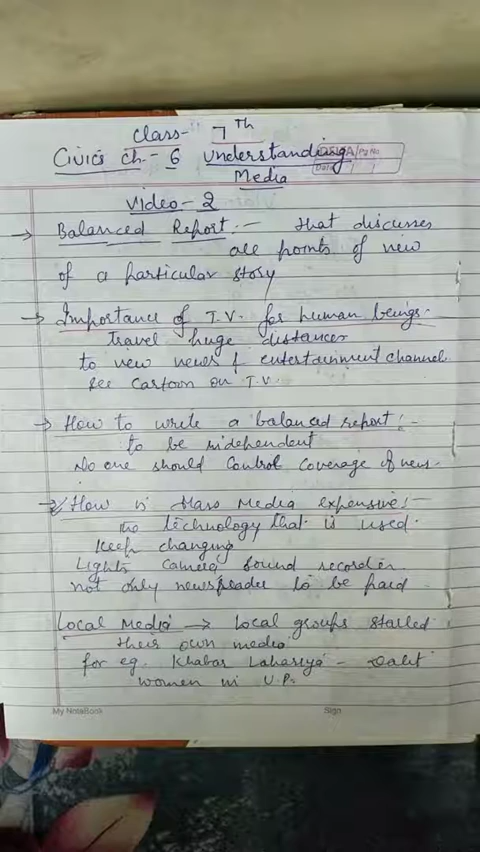 Class- 7th
Civics ch- 6 Understanding
Pg No.
Date
Media
Video - 2
→ Balanced Report :- that discusses
all points of view
of a particular story
→ Importance of T.V. for human beings.
travel huge distances
to view news & entertainment channel.
see Cartoon on T.V.
→ How to write a balanced report :-
to be independent
No one should control coverage of news.
→ How is Mass Media expensive :-
the technology that is used.
Keep changing
Lights Camera sound recorder
not only newsreader to be paid
Local Media → Local groups started
their own media
for eg. Khabar Lahariya - Dalit
women in U.P.
My NoteBook Sign